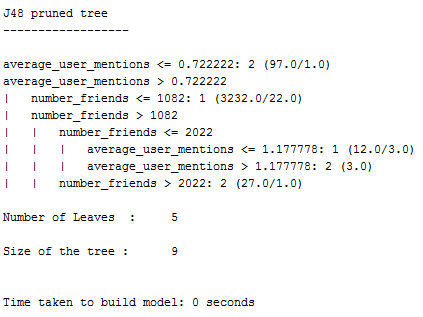 J48 pruned tree
------------------
average_user_mentions <= 0.722222: 2 (97.0/1.0)
average_user_mentions > 0.722222
|   number_friends <= 1082: 1 (3232.0/22.0)
|   number_friends > 1082
|   |   number_friends <= 2022
|   |   |   average_user_mentions <= 1.177778: 1 (12.0/3.0)
|   |   |   average_user_mentions > 1.177778: 2 (3.0)
|   |   number_friends > 2022: 2 (27.0/1.0)
Number of Leaves  :     5
Size of the tree :      9
Time taken to build model: 0 seconds